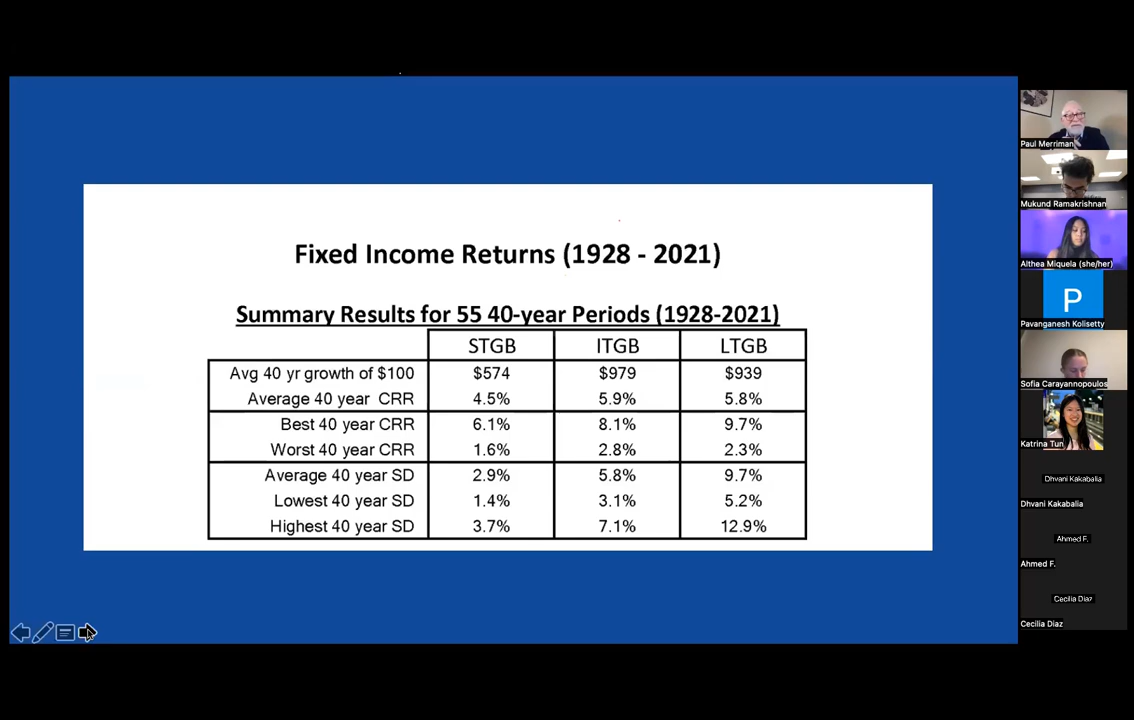 Fixed Income Returns (1928 - 2021)
Summary Results for 55 40-year Periods (1928-2021)
STGB ITGB LTGB
Avg 40 yr growth of $100 $574 $979 $939
Average 40 year CRR 4.5% 5.9% 5.8%
Best 40 year CRR 6.1% 8.1% 9.7%
Worst 40 year CRR 1.6% 2.8% 2.3%
Average 40 year SD 2.9% 5.8% 9.7%
Lowest 40 year SD 1.4% 3.1% 5.2%
Highest 40 year SD 3.7% 7.1% 12.9%
Paul Merriman
Mukund Ramakrishnan
Althea Miquela (she/her)
P
Pavanganesh Kolisetty
Sofia Carayannopoulos
Katrina Tun
Dhvani Kakabalia
Dhvani Kakabalia
Ahmed F.
Ahmed F.
Cecilia Diaz
Cecilia Diaz